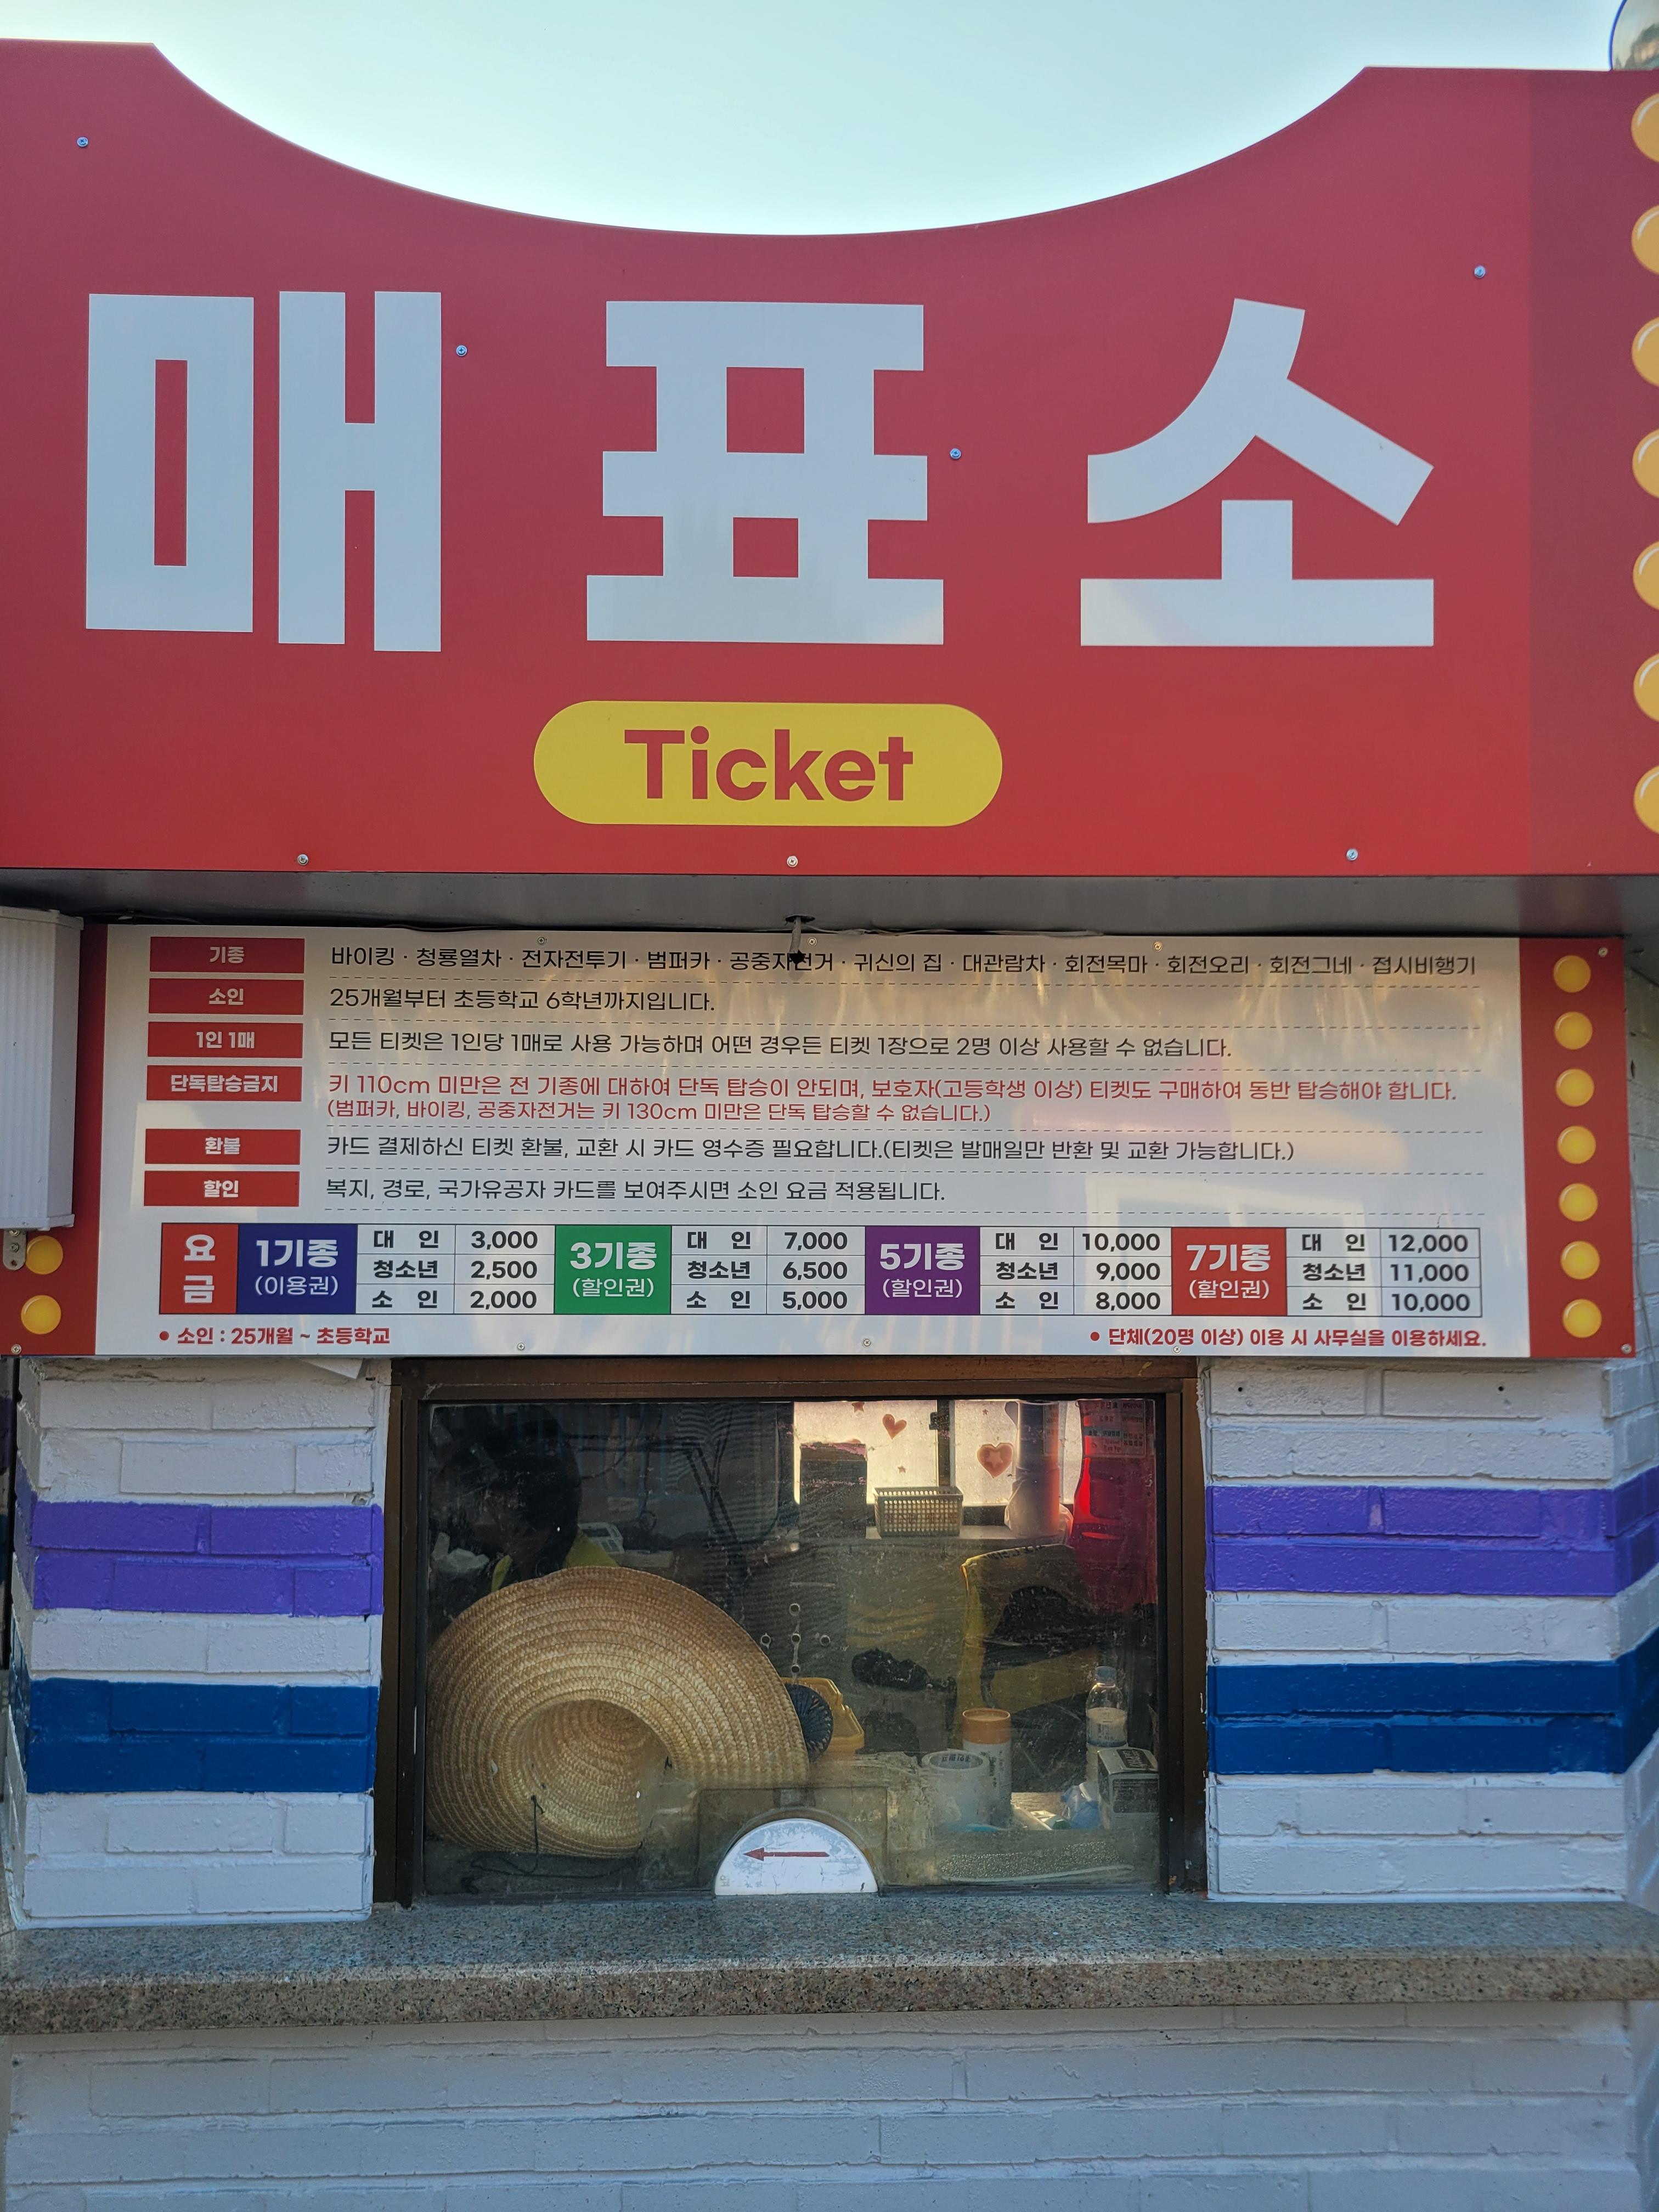 매표소
Ticket
기종 바이킹 · 청룡열차 · 전자전투기 · 범퍼카 · 공중자전거 · 귀신의 집 · 대관람차 · 회전목마 · 회전오리 · 회전그네 · 접시비행기
소인 25개월부터 초등학교 6학년까지입니다.
1인 1매 모든 티켓은 1인당 1매로 사용 가능하며 어떤 경우든 티켓 1장으로 2명 이상 사용할 수 없습니다.
단독탑승금지 키 110cm 미만은 전 기종에 대하여 단독 탑승이 안되며, 보호자(고등학생 이상) 티켓도 구매하여 동반 탑승해야 합니다.
(범퍼카, 바이킹, 공중자전거는 키 130cm 미만은 단독 탑승할 수 없습니다.)
환불 카드 결제하신 티켓 환불, 교환 시 카드 영수증 필요합니다.(티켓은 발매일만 반환 및 교환 가능합니다.)
할인 복지, 경로, 국가유공자 카드를 보여주시면 소인 요금 적용됩니다.
요금
1기종 (이용권) 대 인 3,000 청소년 2,500 소 인 2,000
3기종 (할인권) 대 인 7,000 청소년 6,500 소 인 5,000
5기종 (할인권) 대 인 10,000 청소년 9,000 소 인 8,000
7기종 (할인권) 대 인 12,000 청소년 11,000 소 인 10,000
● 소인 : 25개월 ~ 초등학교
● 단체(20명 이상) 이용 시 사무실을 이용하세요.